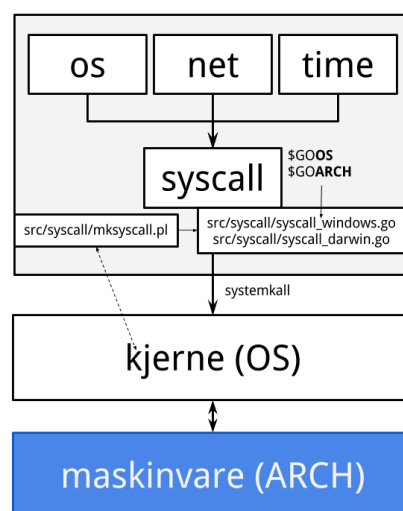 os net time
$GOOS
$GOARCH
syscall
src/syscall/mksyscall.pl
src/syscall/syscall_windows.go
src/syscall/syscall_darwin.go
systemkall
kjerne (OS)
maskinvare (ARCH)